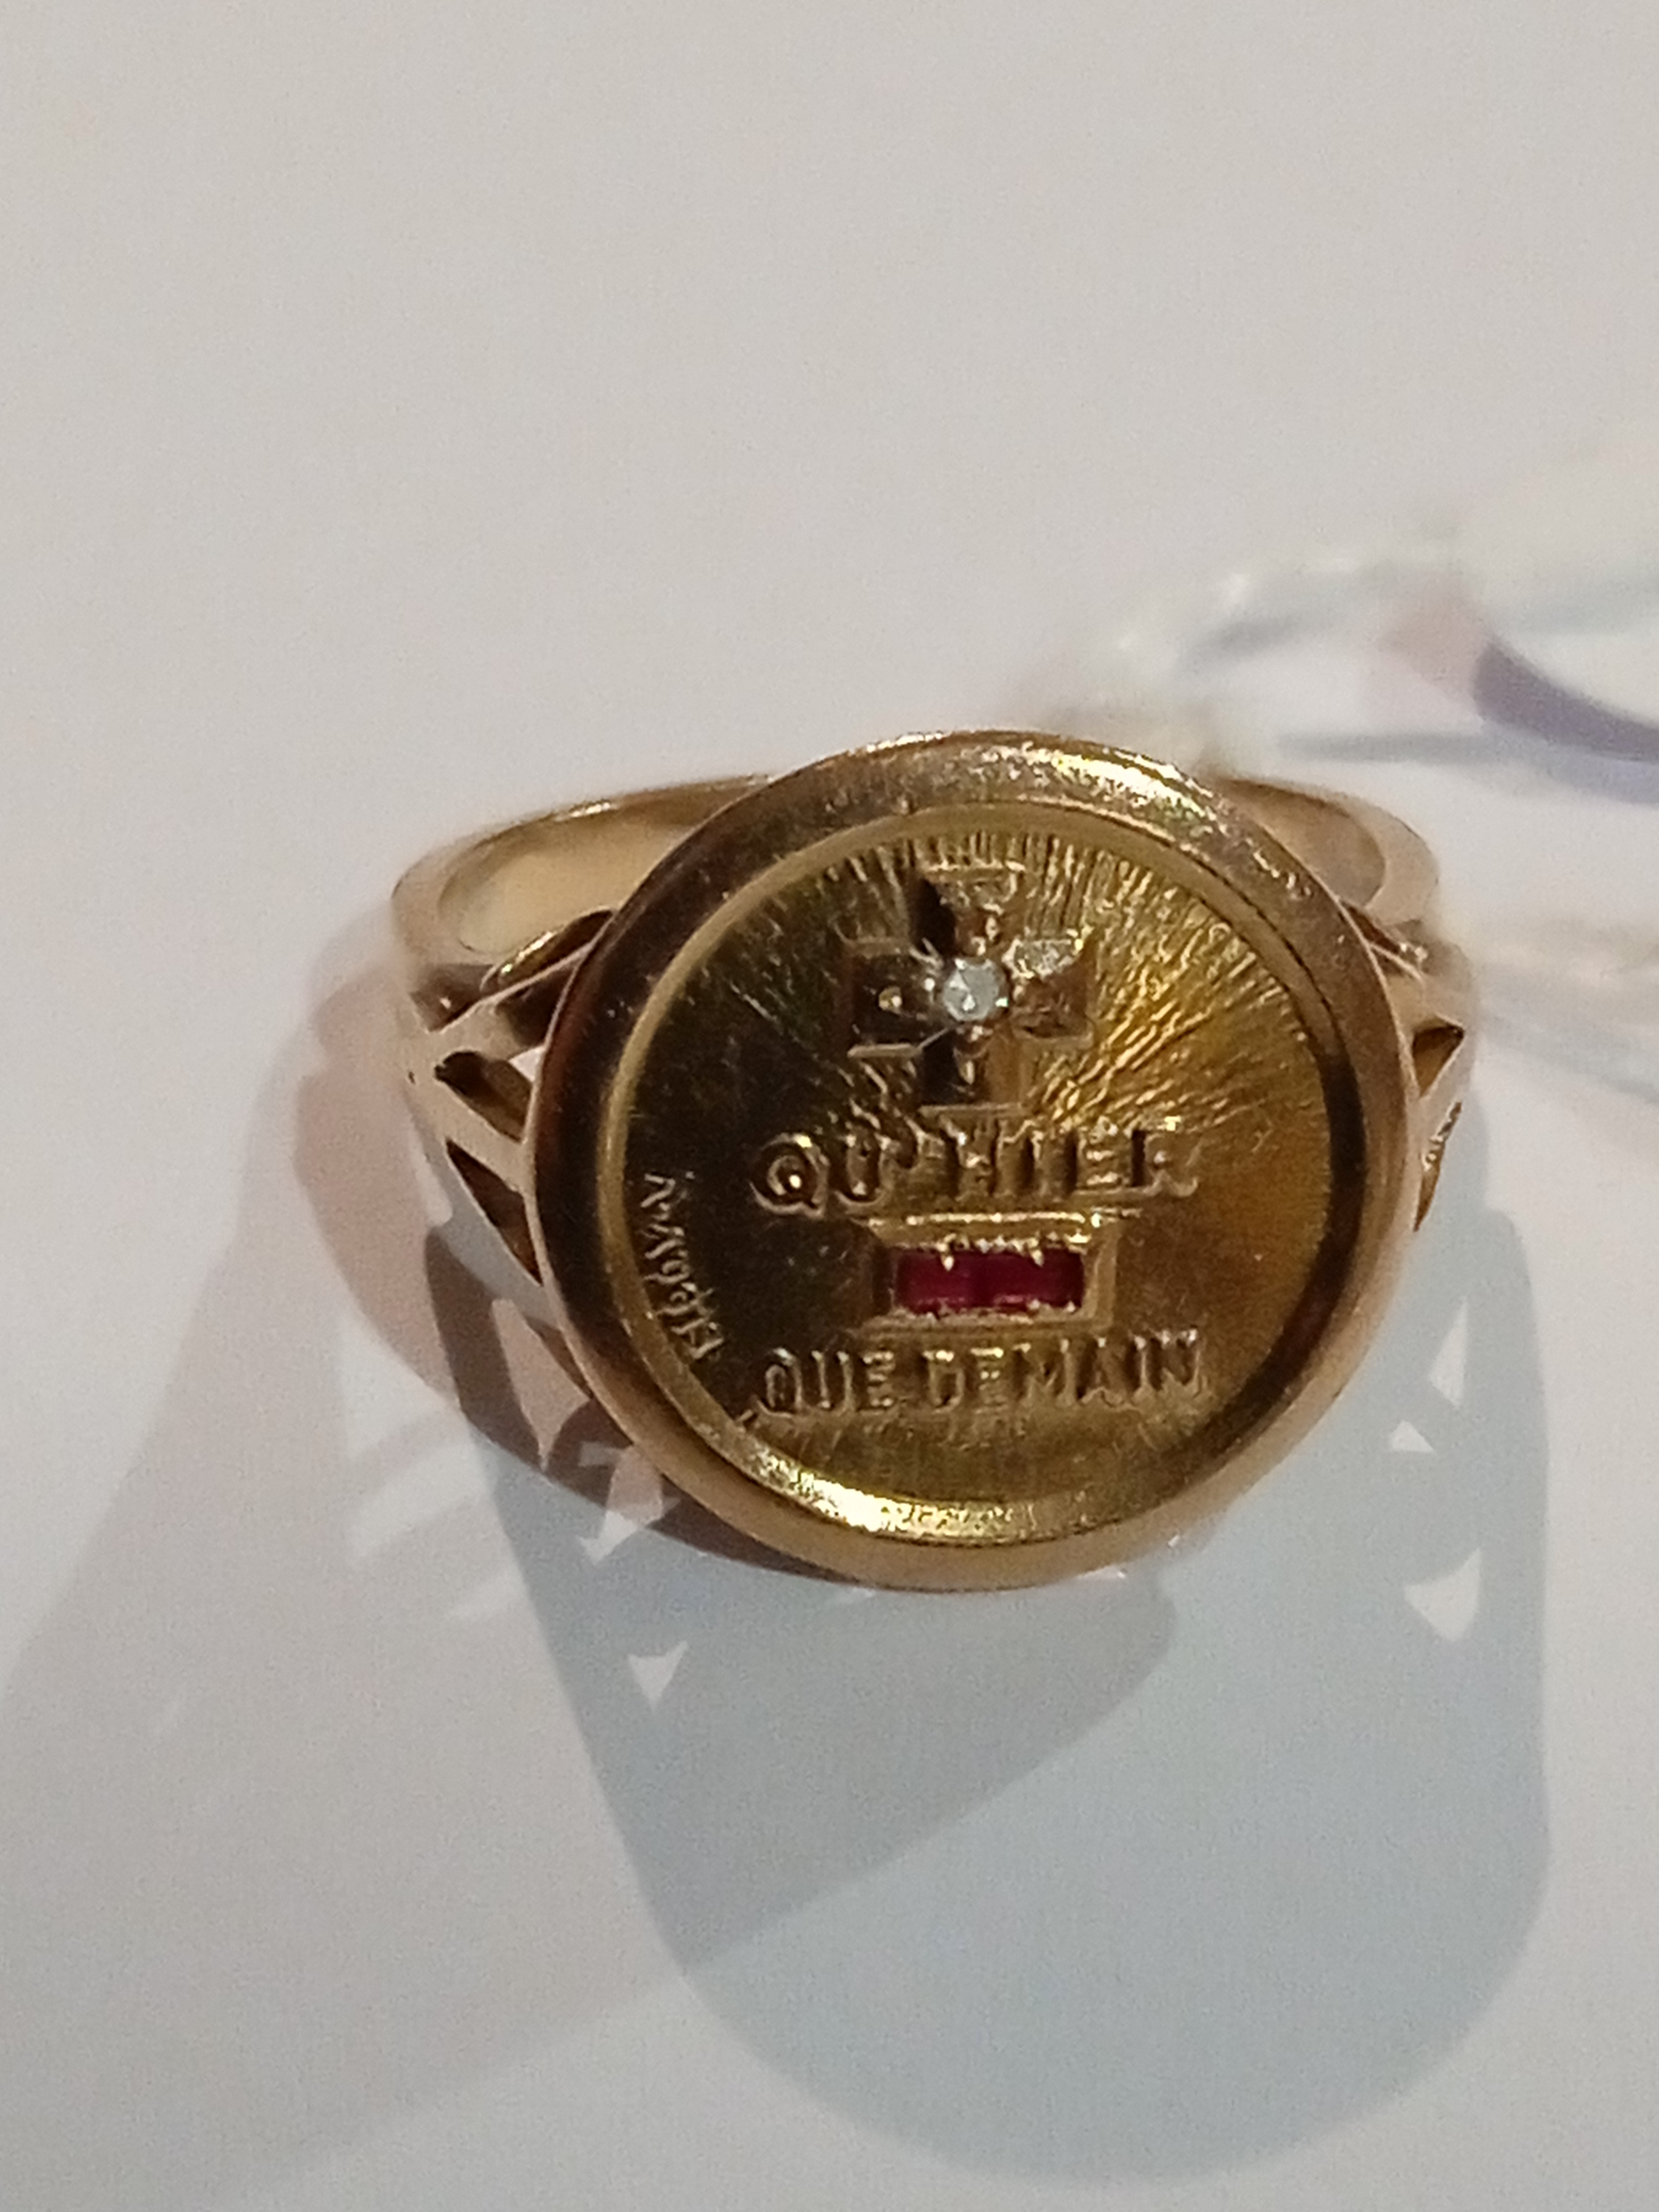 +
QU'HIER
-
QUE DEMAIN